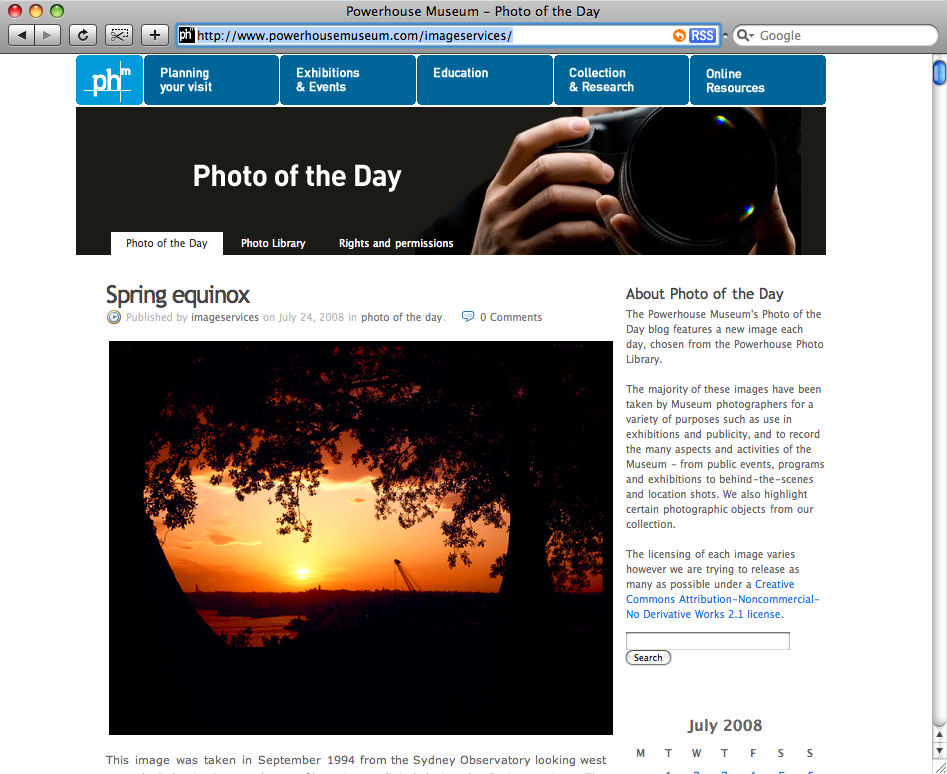 Powerhouse Museum – Photo of the Day
ph http://www.powerhousemuseum.com/imageservices/ RSS Google
phm
Planning your visit
Exhibitions & Events
Education
Collection & Research
Online Resources
Photo of the Day
Photo of the Day Photo Library Rights and permissions
Spring equinox
Published by imageservices on July 24, 2008 in photo of the day. 0 Comments
This image was taken in September 1994 from the Sydney Observatory looking west
About Photo of the Day
The Powerhouse Museum's Photo of the
Day blog features a new image each
day, chosen from the Powerhouse Photo
Library.
The majority of these images have been
taken by Museum photographers for a
variety of purposes such as use in
exhibitions and publicity, and to record
the many aspects and activities of the
Museum – from public events, programs
and exhibitions to behind-the-scenes
and location shots. We also highlight
certain photographic objects from our
collection.
The licensing of each image varies
however we are trying to release as
many as possible under a Creative
Commons Attribution-Noncommercial-
No Derivative Works 2.1 license.
Search
July 2008
M T W T F S S